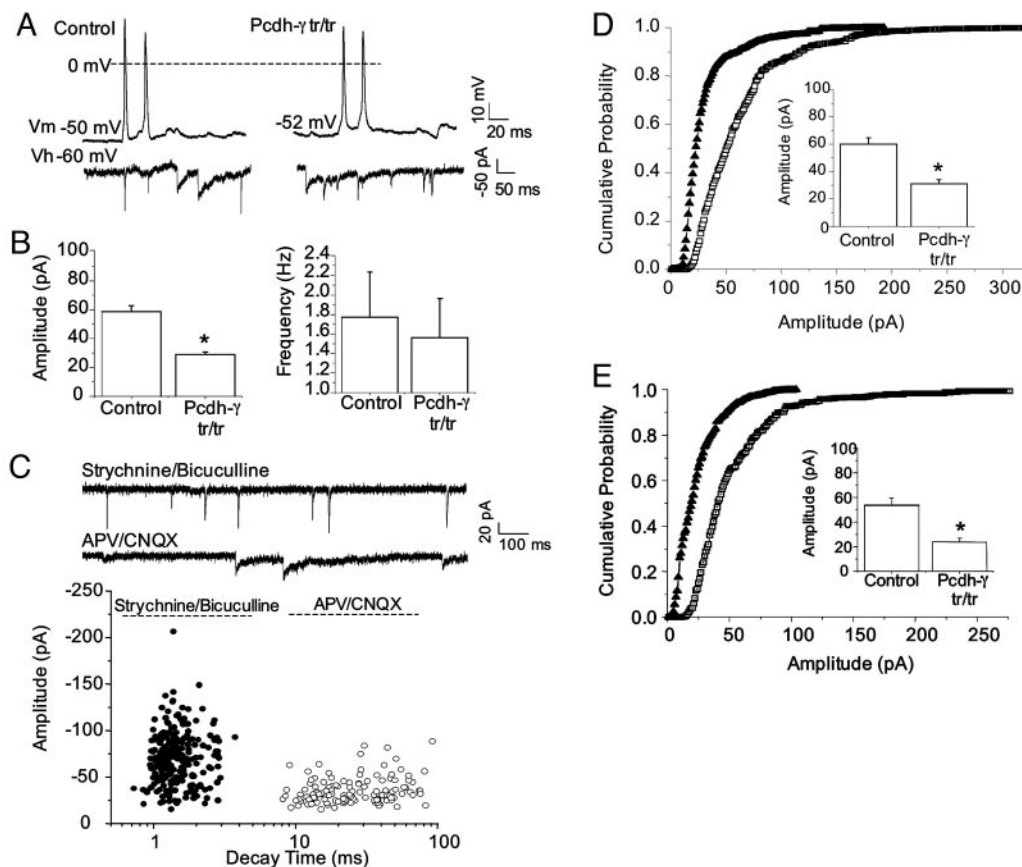 A
Control
Pcdh-γ tr/tr
0 mV
Vm -50 mV
-52 mV
10 mV
20 ms
Vh-60 mV
-50 pA
50 ms
B
Amplitude (pA)
100
80
60
40
20
0
*
Control
Pcdh-γ
tr/tr
Frequency (Hz)
2.4
2.2
2.0
1.8
1.6
1.4
1.2
1.0
Control
Pcdh-γ
tr/tr
C
Strychnine/Bicuculline
APV/CNQX
20 pA
100 ms
Amplitude (pA)
-250
-200
-150
-100
-50
0
Strychnine/Bicuculline
APV/CNQX
1
10
100
Decay Time (ms)
D
Cumulative Probability
1.0
0.8
0.6
0.4
0.2
0.0
0
50
100
150
200
250
300
Amplitude (pA)
Amplitude (pA)
100
80
60
40
20
0
*
Control
Pcdh-γ
tr/tr
E
Cumulative Probability
1.0
0.8
0.6
0.4
0.2
0.0
0
50
100
150
200
250
Amplitude (pA)
Amplitude (pA)
100
80
60
40
20
0
*
Control
Pcdh-γ
tr/tr